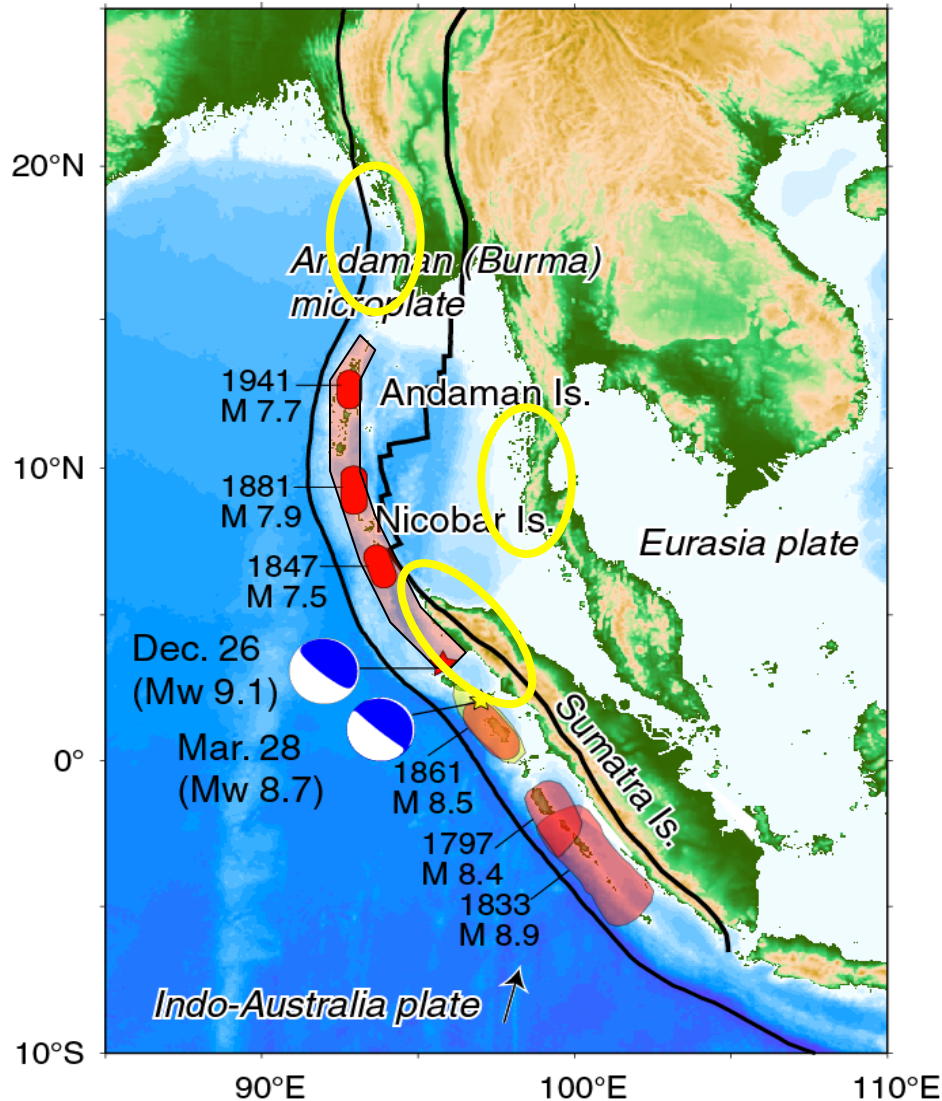 20°N
Andaman (Burma)
microplate
1941
M 7.7
Andaman Is.
10°N
1881
M 7.9
Nicobar Is.
Eurasia plate
1847
M 7.5
Dec. 26
(Mw 9.1)
Mar. 28
(Mw 8.7)
0°
1861
M 8.5
Sumatra Is.
1797
M 8.4
1833
M 8.9
Indo-Australia plate
10°S
90°E
100°E
110°E